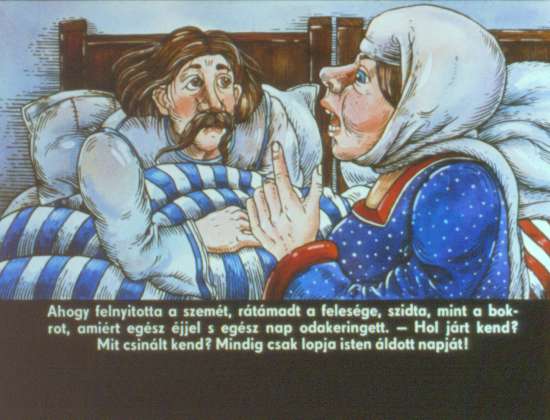 Ahogy felnyitotta a szemét, rátámadt a felesége, szidta, mint a bok-
rot, amiért egész éjjel s egész nap odakeringett. — Hol járt kend?
Mit csinált kend? Mindig csak lopja isten áldott napját!